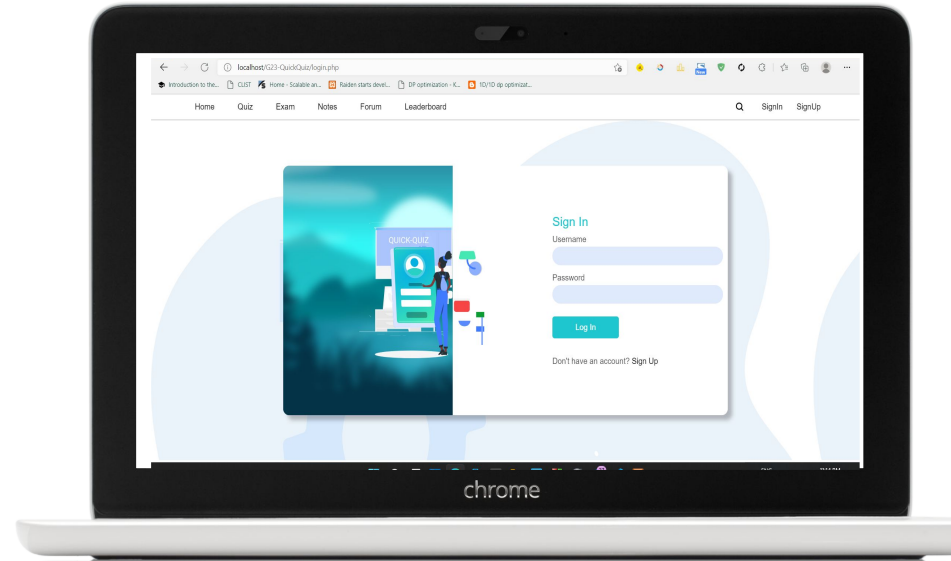 localhost/G23-QuickQuiz/login.php
New
Introduction to the... CUST Home - Scalable an... Raiden starts devel... DP optimization - K... 1D/1D dp optimizat...
Home Quiz Exam Notes Forum Leaderboard SignIn SignUp
QUICK-QUIZ
Sign In
Username
Password
Log In
Don't have an account? Sign Up
chrome